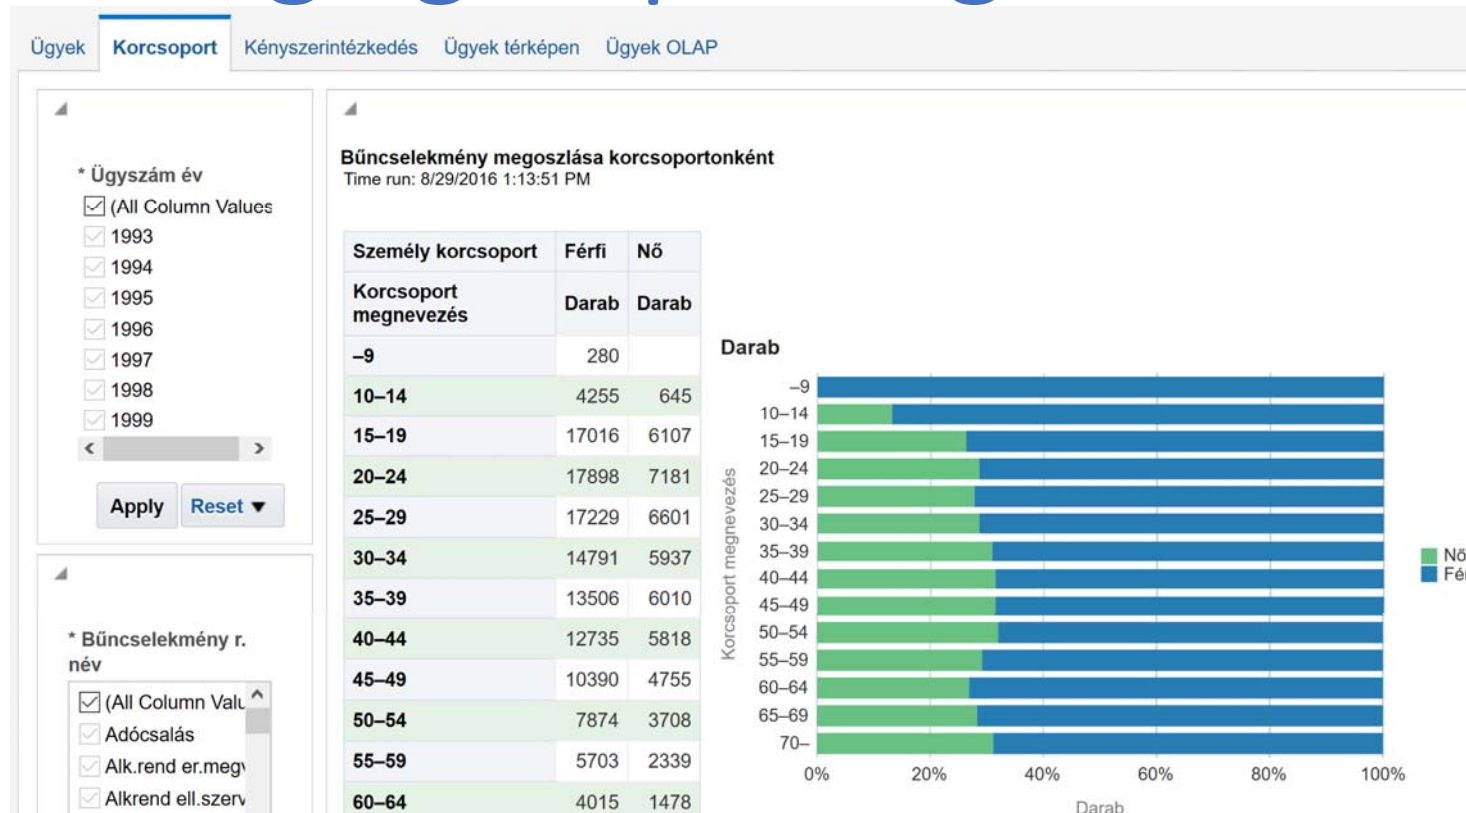 Ügyek Korcsoport Kényszerintézkedés Ügyek térképen Ügyek OLAP
* Ügyszám év
(All Column Values
1993
1994
1995
1996
1997
1998
1999
Apply Reset
* Bűncselekmény r.
név
(All Column Valu
Adócsalás
Alk.rend er.megv
Alkrend ell.szerv
Bűncselekmény megoszlása korcsoportonként
Time run: 8/29/2016 1:13:51 PM
Személy korcsoport Férfi Nő
Korcsoport
megnevezés Darab Darab
–9 280
10–14 4255 645
15–19 17016 6107
20–24 17898 7181
25–29 17229 6601
30–34 14791 5937
35–39 13506 6010
40–44 12735 5818
45–49 10390 4755
50–54 7874 3708
55–59 5703 2339
60–64 4015 1478
Darab
Korcsoport megnevezés
–9
10–14
15–19
20–24
25–29
30–34
35–39
40–44
45–49
50–54
55–59
60–64
65–69
70–
0% 20% 40% 60% 80% 100%
Darab
Nő
Fér